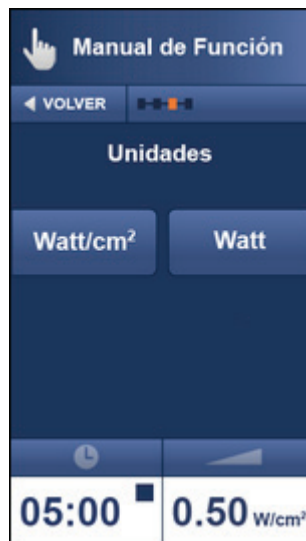 Manual de Función
VOLVER
Unidades
Watt/cm² Watt
05:00 0.50 W/cm²